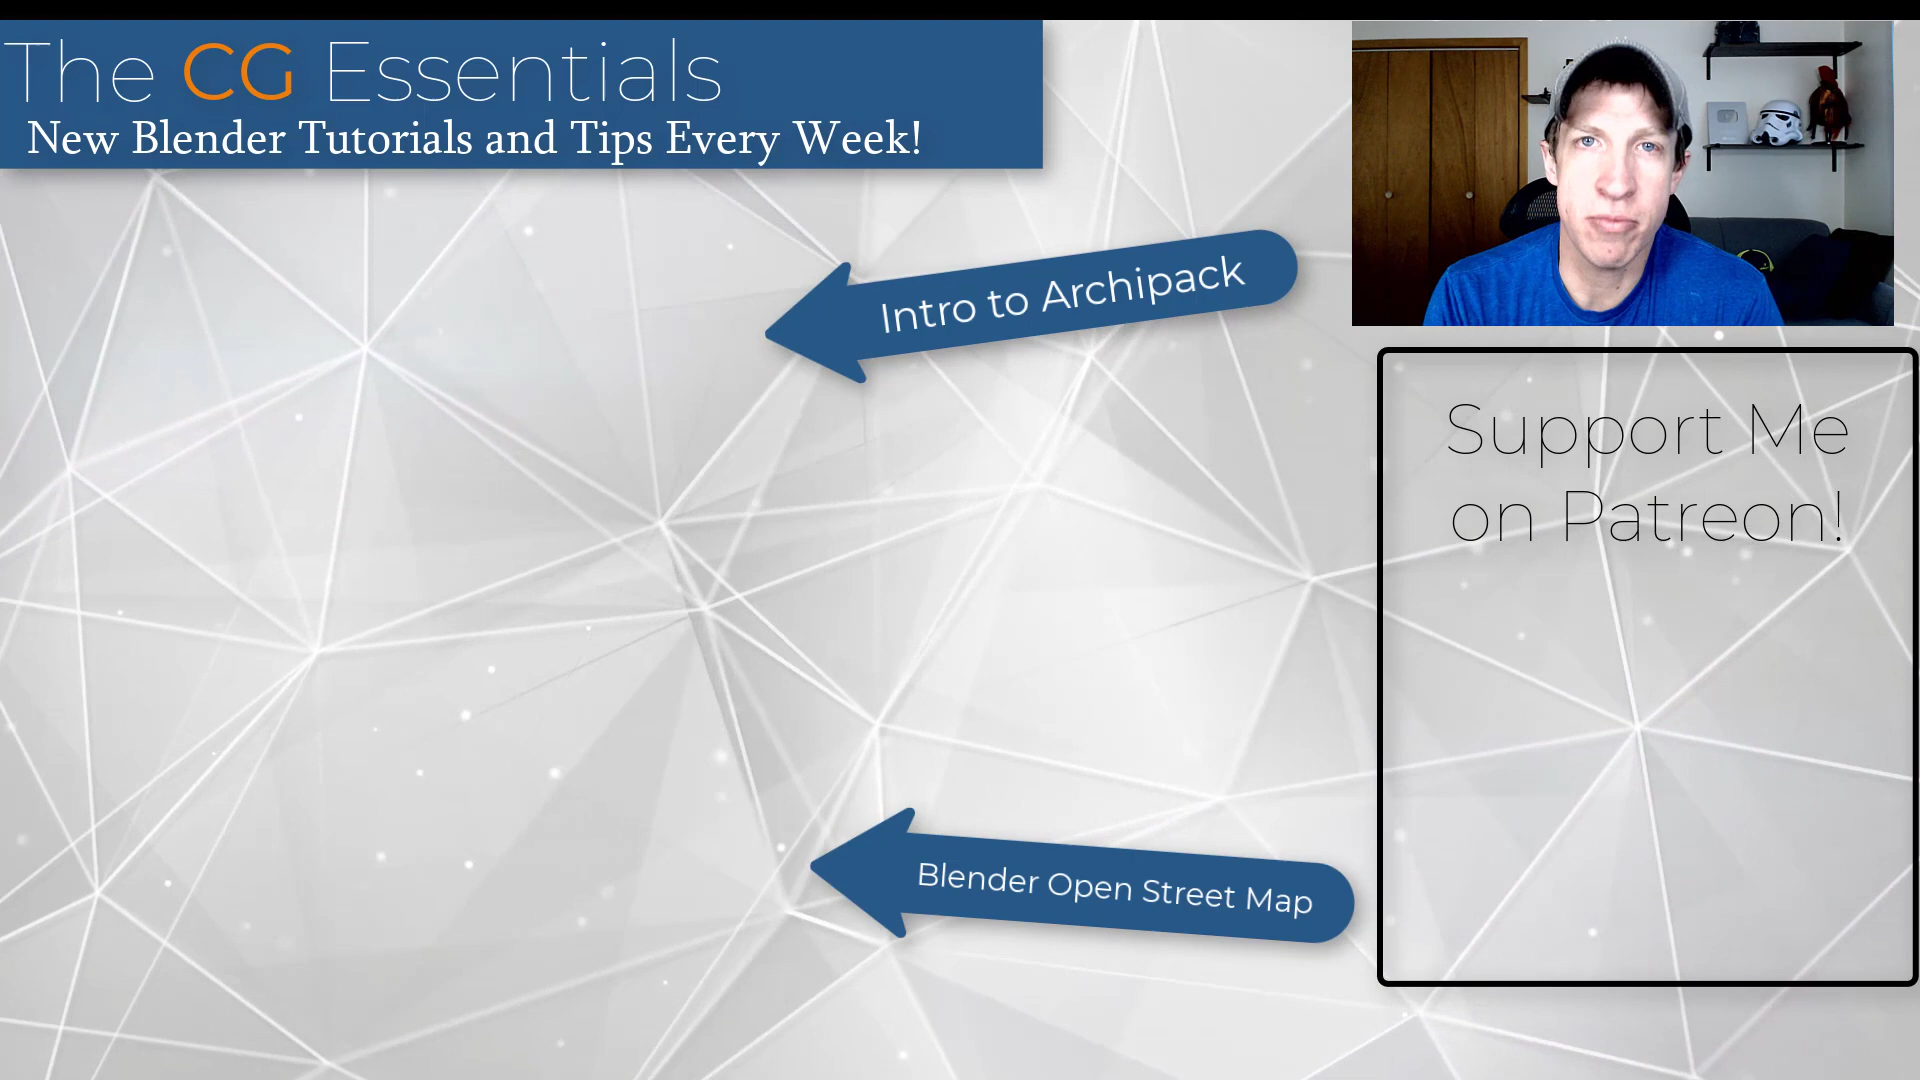 The CG Essentials
New Blender Tutorials and Tips Every Week!
Intro to Archipack
Support Me
on Patreon!
Blender Open Street Map